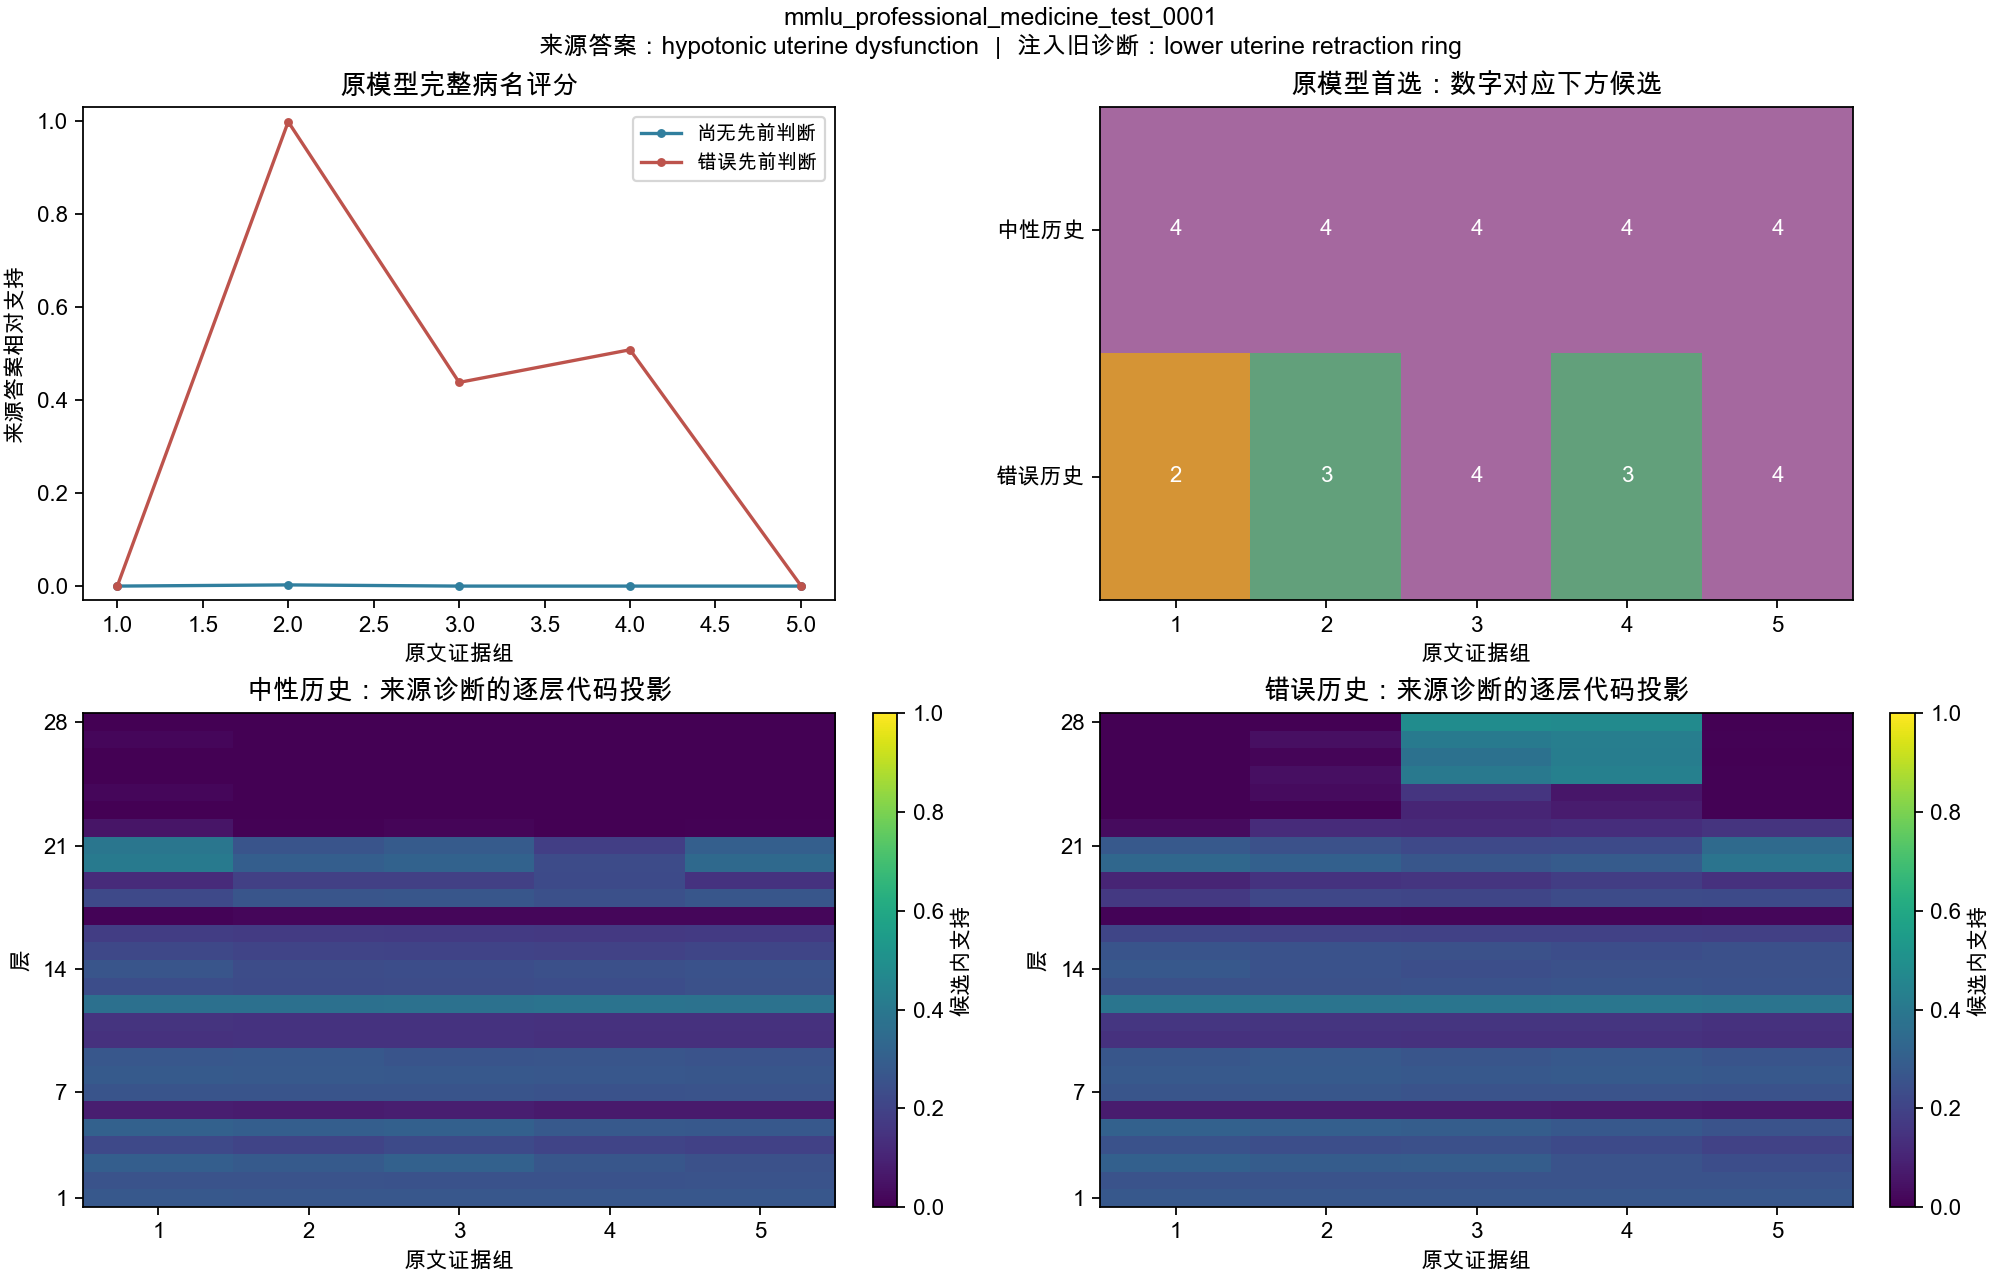 mmlu_professional_medicine_test_0001
来源答案：hypotonic uterine dysfunction | 注入旧诊断：lower uterine retraction ring
原模型完整病名评分
1.0
0.8
0.6
0.4
0.2
0.0
来源答案相对支持
尚无先前判断
错误先前判断
1.0 1.5 2.0 2.5 3.0 3.5 4.0 4.5 5.0
原文证据组
原模型首选：数字对应下方候选
中性历史
4 4 4 4 4
错误历史
2 3 4 3 4
1 2 3 4 5
原文证据组
中性历史：来源诊断的逐层代码投影
28
21
14
7
1
层
1 2 3 4 5
原文证据组
1.0
0.8
0.6
0.4
0.2
0.0
候选内支持
错误历史：来源诊断的逐层代码投影
28
21
14
7
1
层
1 2 3 4 5
原文证据组
1.0
0.8
0.6
0.4
0.2
0.0
候选内支持